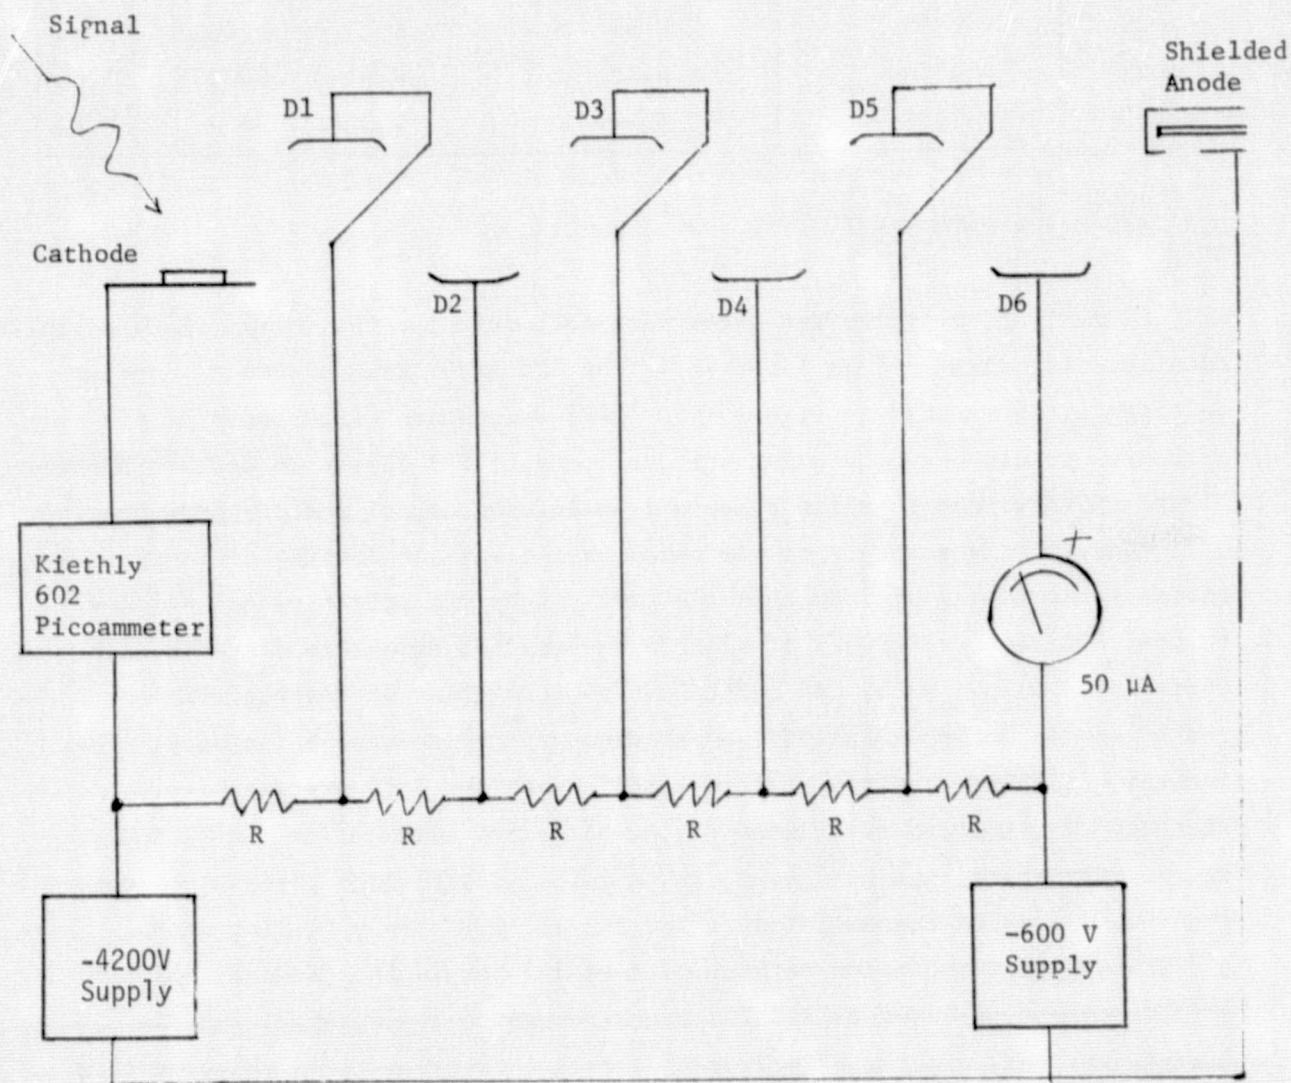 Signal
Shielded
Anode
D1
D3
D5
Cathode
D2
D4
D6
Kiethly
602
Picoammeter
+
50 µA
R
R
R
R
R
R
-4200V
Supply
-600 V
Supply